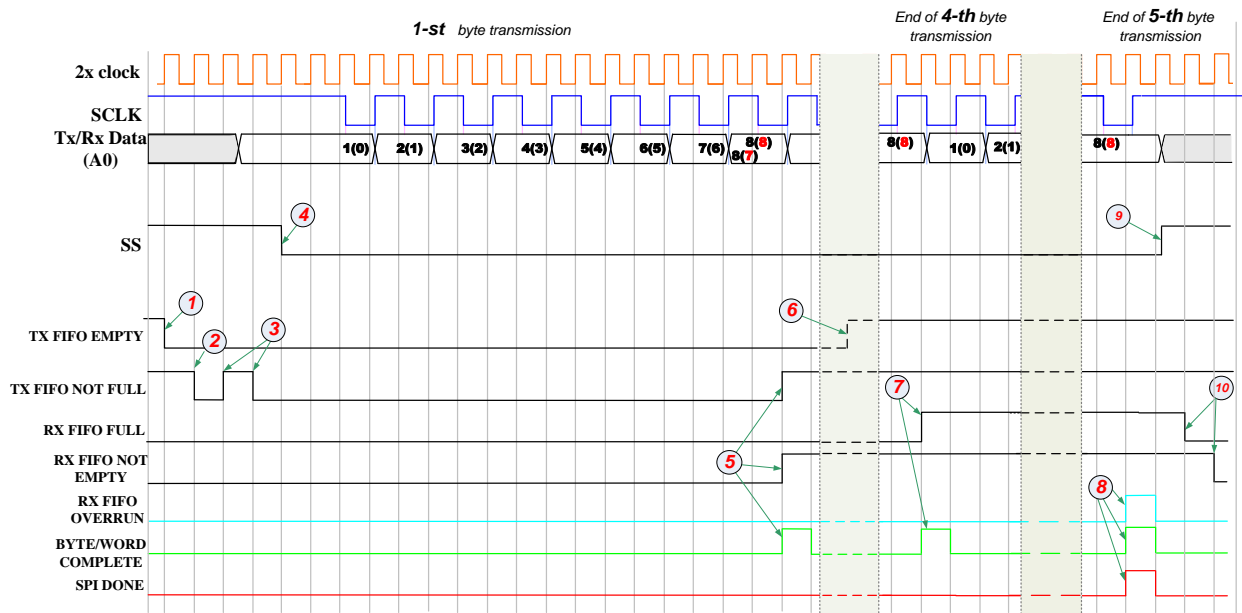 1-st byte transmission
End of 4-th byte
transmission
End of 5-th byte
transmission
2x clock
SCLK
Tx/Rx Data
(A0)
1(0)
2(1)
3(2)
4(3)
5(4)
6(5)
7(6)
8(8)
8(7)
8(8)
1(0)
2(1)
8(8)
4
9
SS
1
6
TX FIFO EMPTY
2
3
TX FIFO NOT FULL
7
10
RX FIFO FULL
5
RX FIFO NOT
EMPTY
8
RX FIFO
OVERRUN
BYTE/WORD
COMPLETE
SPI DONE